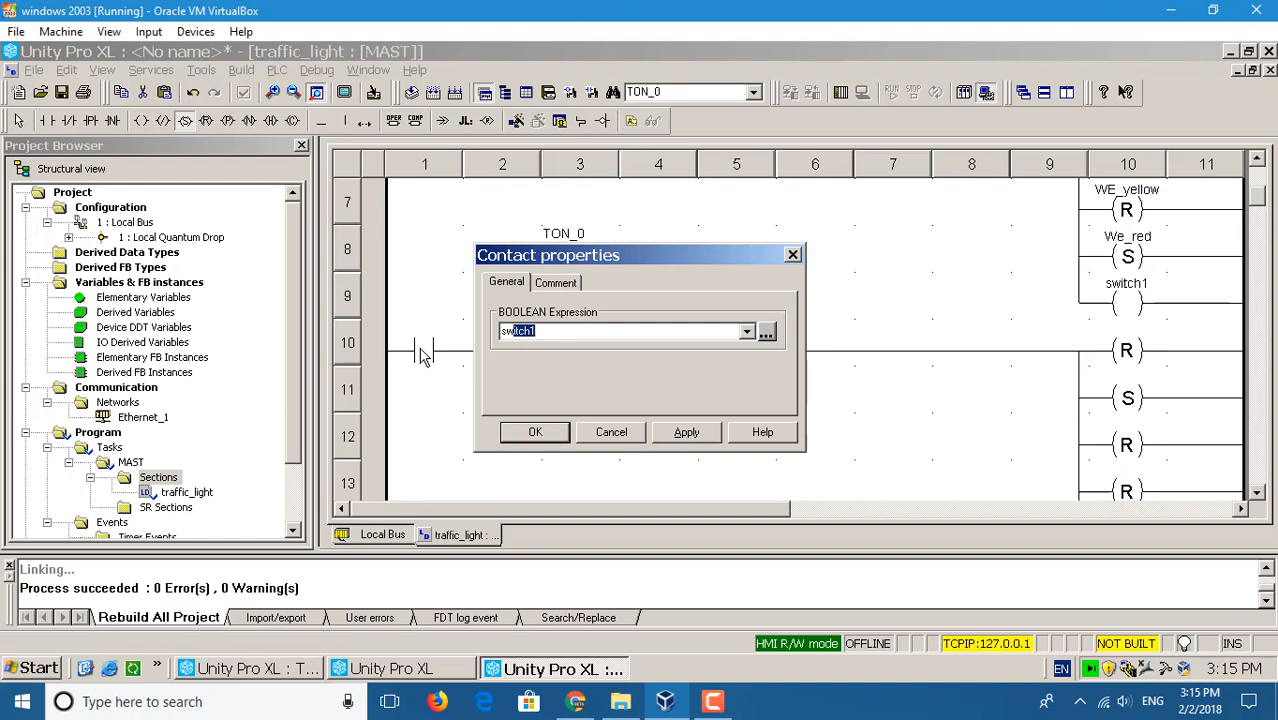 windows 2003 [Running] - Oracle VM VirtualBox
File Machine View Input Devices Help
Unity Pro XL : <No name>* - [traffic_light : [MAST]]
File Edit View Services Tools Build PLC Debug Window Help
TON_0
RUN STOP
OPER COMP
Project Browser
Structural view
Project
Configuration
1 : Local Bus
1 : Local Quantum Drop
Derived Data Types
Derived FB Types
Variables & FB instances
Elementary Variables
Derived Variables
Device DDT Variables
IO Derived Variables
Elementary FB Instances
Derived FB Instances
Communication
Networks
Ethernet_1
Program
Tasks
MAST
Sections
traffic_light
SR Sections
Events
Timer Events
1 2 3 4 5 6 7 8 9 10 11
7
8
9
10
11
12
13
WE_yellow
R
We_red
S
switch1
R
S
R
R
TON_0
Contact properties
General Comment
BOOLEAN Expression
switch1
...
OK Cancel Apply Help
Local Bus traffic_light : ...
Linking...
Process succeeded : 0 Error(s) , 0 Warning(s)
Rebuild All Project Import/export User errors FDT log event Search/Replace
HMI R/W mode OFFLINE TCPIP:127.0.0.1 NOT BUILT INS
Start » Unity Pro XL : T... Unity Pro XL Unity Pro XL :... EN 3:15 PM
Type here to search ENG 3:15 PM
2/2/2018